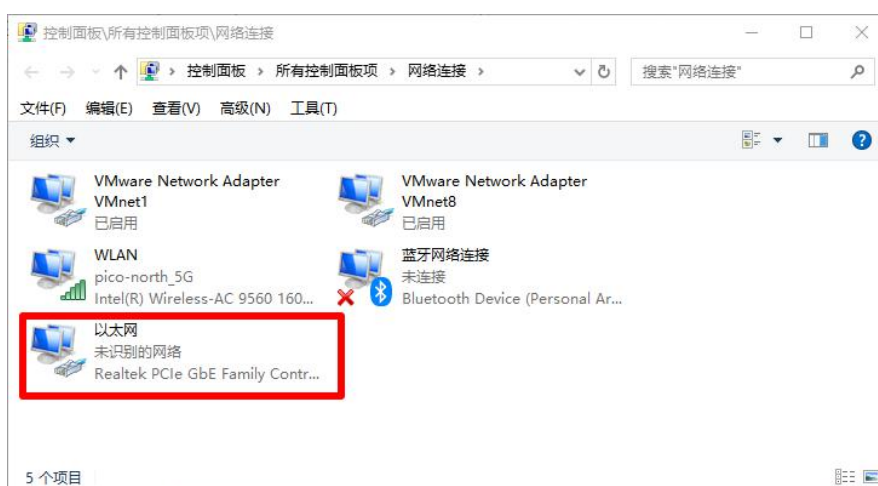 控制面板\所有控制面板项\网络连接
控制面板 › 所有控制面板项 › 网络连接 ›
搜索"网络连接"
文件(F) 编辑(E) 查看(V) 高级(N) 工具(T)
组织
VMware Network Adapter
VMnet1
已启用
VMware Network Adapter
VMnet8
已启用
WLAN
pico-north_5G
Intel(R) Wireless-AC 9560 160...
蓝牙网络连接
未连接
Bluetooth Device (Personal Ar...
以太网
未识别的网络
Realtek PCIe GbE Family Contr...
5 个项目